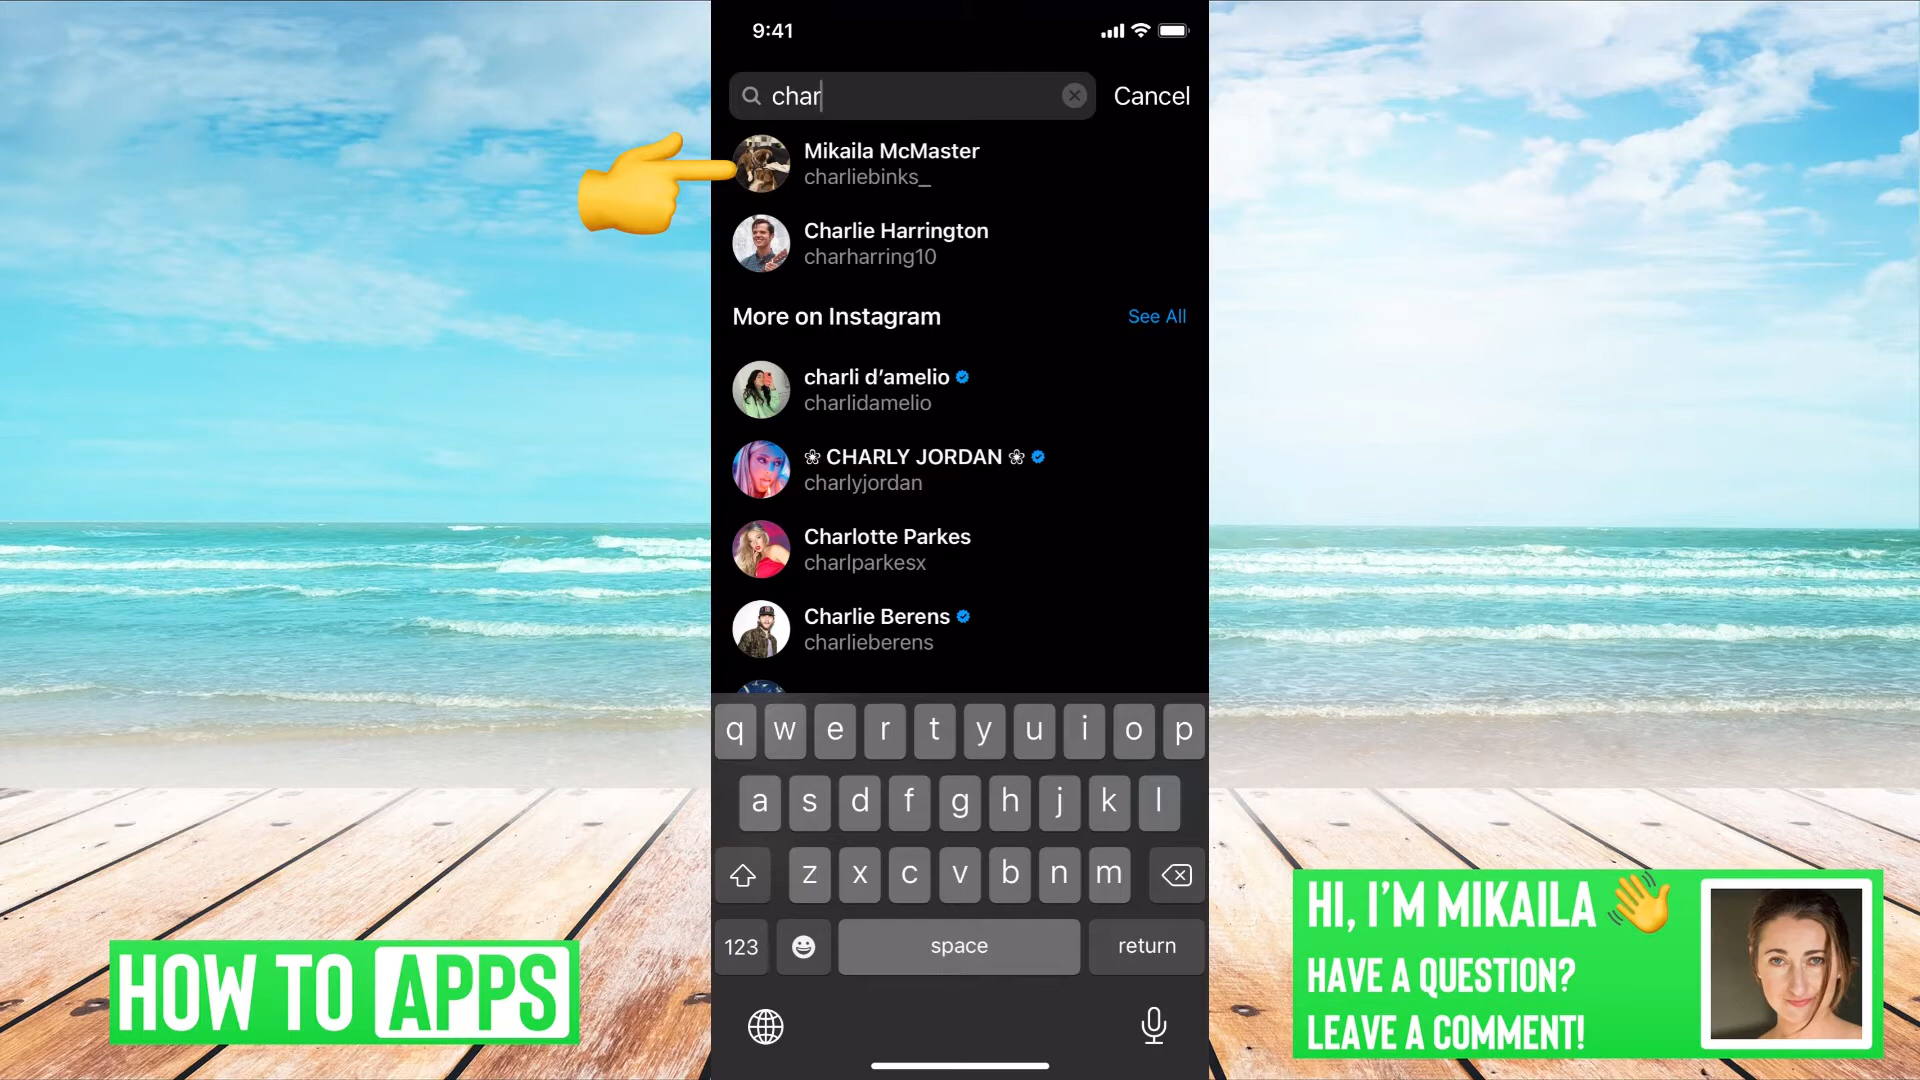 9:41
char
Cancel
Mikaila McMaster
charliebinks_
Charlie Harrington
charharring10
More on Instagram
See All
charli d’amelio
charlidamelio
❀ CHARLY JORDAN ❀
charlyjordan
Charlotte Parkes
charlparkesx
Charlie Berens
charlieberens
q w e r t y u i o p
a s d f g h j k l
z x c v b n m
123 space return
HOW TO APPS
HI, I’M MIKAILA 👋
HAVE A QUESTION?
LEAVE A COMMENT!